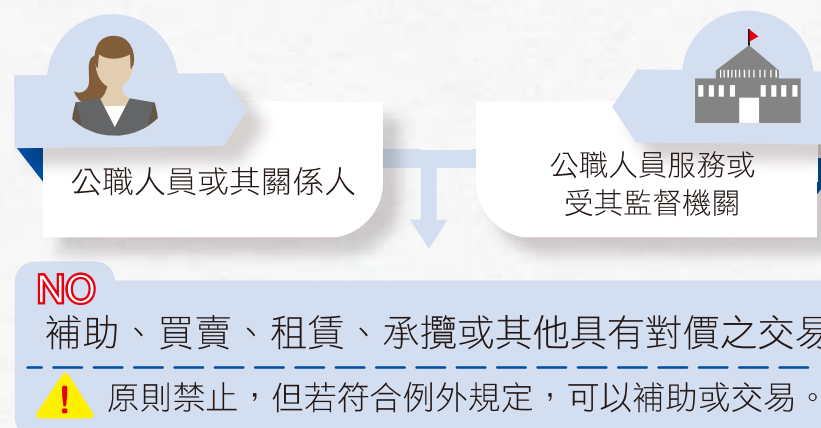 公職人員或其關係人
公職人員服務或
受其監督機關
NO
補助、買賣、租賃、承攬或其他具有對價之交易
原則禁止，但若符合例外規定，可以補助或交易。